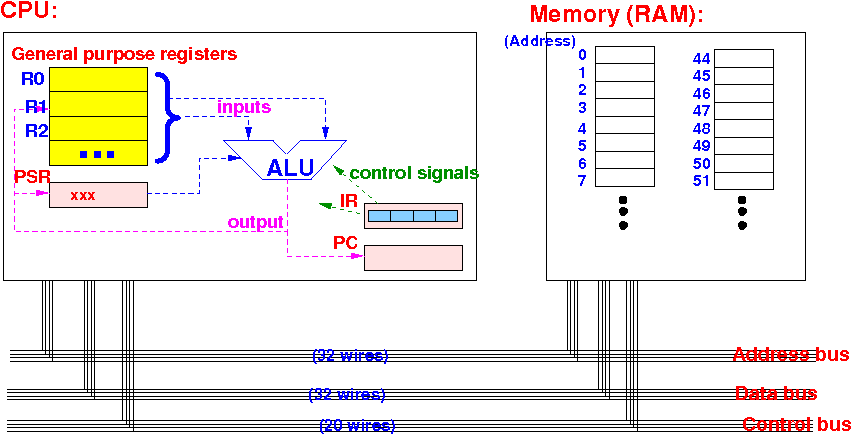 CPU:
Memory (RAM):
General purpose registers
(Address)
R0
R1
R2
inputs
ALU
PSR
xxx
control signals
IR
output
PC
0
1
2
3
4
5
6
7
44
45
46
47
48
49
50
51
(32 wires)
Address bus
(32 wires)
Data bus
(20 wires)
Control bus